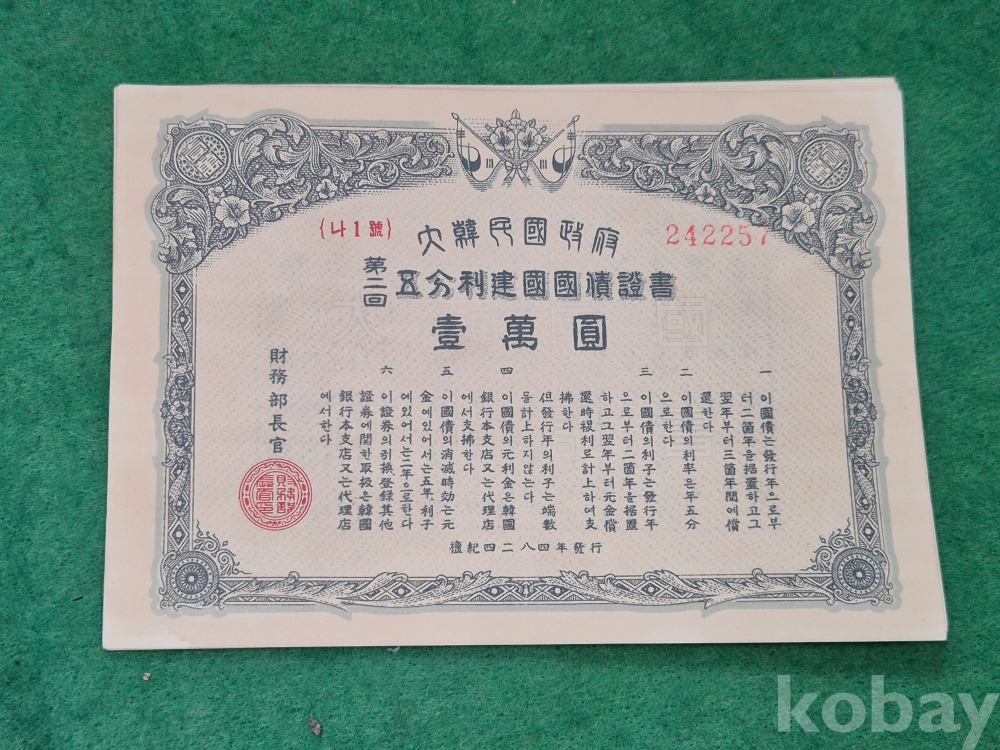 {나1號}
大韓民國政府
242257
第二回
五分利建國國債證書
壹萬圓
一 이國債는發行年으로부
터二箇年을据置하고그
翌年부터三箇年間에償
還한다
二 이國債의利率은年五分
으로한다
三 이國債의利子는發行年
으로부터二箇年을据置
하고그翌年부터元金償
還時複利로計上하여支
拂한다
但發行年의利子는端數
를計上하지않는다
四 이國債의元利金은韓國
銀行本支店又는代理店
에서支拂한다
五 이國債의消滅時効는元
金에있어서는五年、利子
에있어서는二年으로한다
六 이證券의引換、登錄其他
證券에関한取扱은韓國
銀行本支店又는代理店
에서한다
財務部長官
檀紀四二八四年發行
kobay